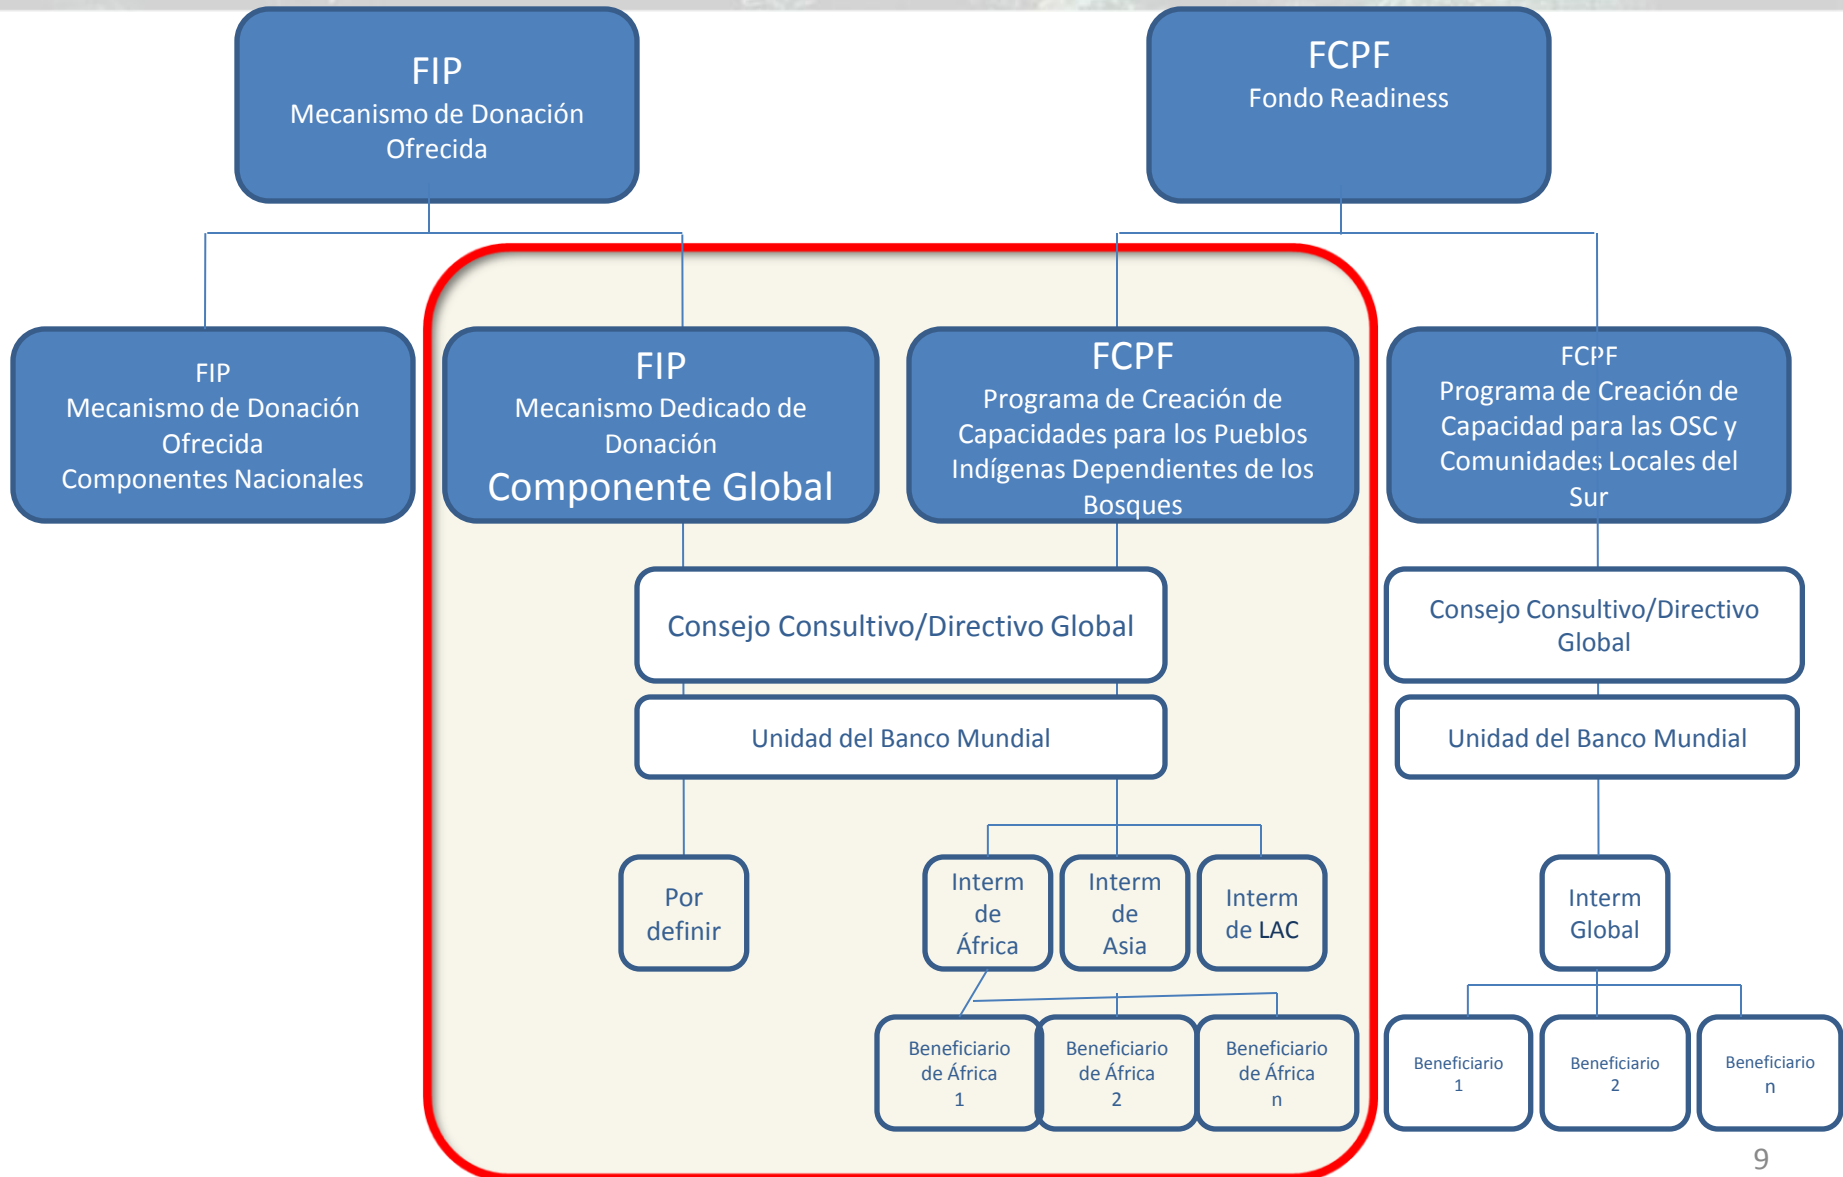 FIP
Mecanismo de Donación
Ofrecida
FCPF
Fondo Readiness
FIP
Mecanismo de Donación
Ofrecida
Componentes Nacionales
FIP
Mecanismo Dedicado de
Donación
Componente Global
FCPF
Programa de Creación de
Capacidades para los Pueblos
Indígenas Dependientes de los
Bosques
FCPF
Programa de Creación de
Capacidad para las OSC y
Comunidades Locales del
Sur
Consejo Consultivo/Directivo Global
Consejo Consultivo/Directivo
Global
Unidad del Banco Mundial
Unidad del Banco Mundial
Por
definir
Interm
de
África
Interm
de
Asia
Interm
de LAC
Interm
Global
Beneficiario
de África
1
Beneficiario
de África
2
Beneficiario
de África
n
Beneficiario
1
Beneficiario
2
Beneficiario
n
9